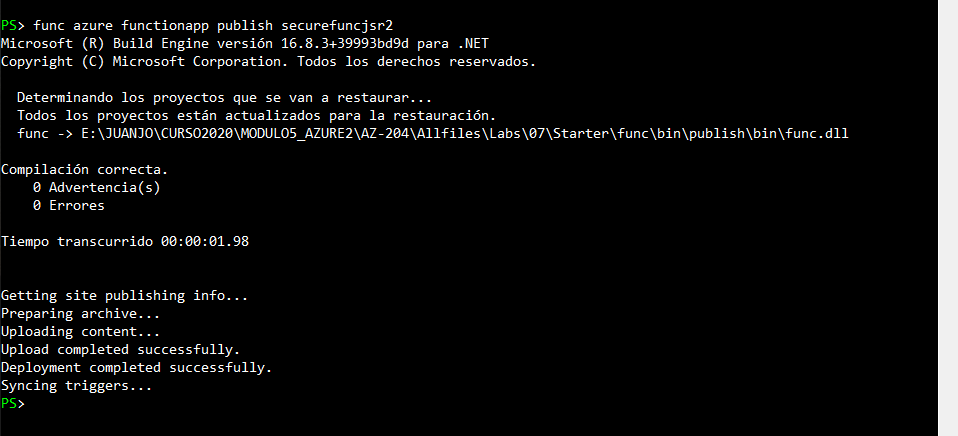 PS> func azure functionapp publish securefuncjsr2
Microsoft (R) Build Engine versión 16.8.3+39993bd9d para .NET
Copyright (C) Microsoft Corporation. Todos los derechos reservados.
Determinando los proyectos que se van a restaurar...
Todos los proyectos están actualizados para la restauración.
func -> E:\JUANJO\CURSO2020\MODULO5_AZURE2\AZ-204\Allfiles\Labs\07\Starter\func\bin\publish\bin\func.dll
Compilación correcta.
0 Advertencia(s)
0 Errores
Tiempo transcurrido 00:00:01.98
Getting site publishing info...
Preparing archive...
Uploading content...
Upload completed successfully.
Deployment completed successfully.
Syncing triggers...
PS>